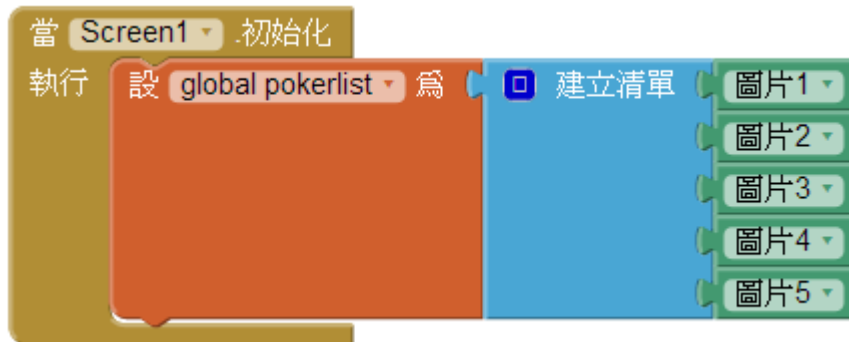 當 Screen1 .初始化
執行 設 global pokerlist 為 建立清單 圖片1
圖片2
圖片3
圖片4
圖片5